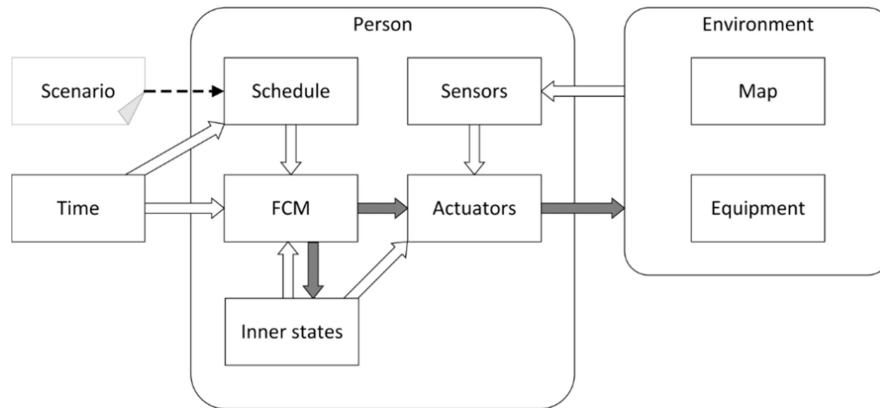 Person
Environment
Scenario
Schedule
Sensors
Map
Time
FCM
Actuators
Equipment
Inner states